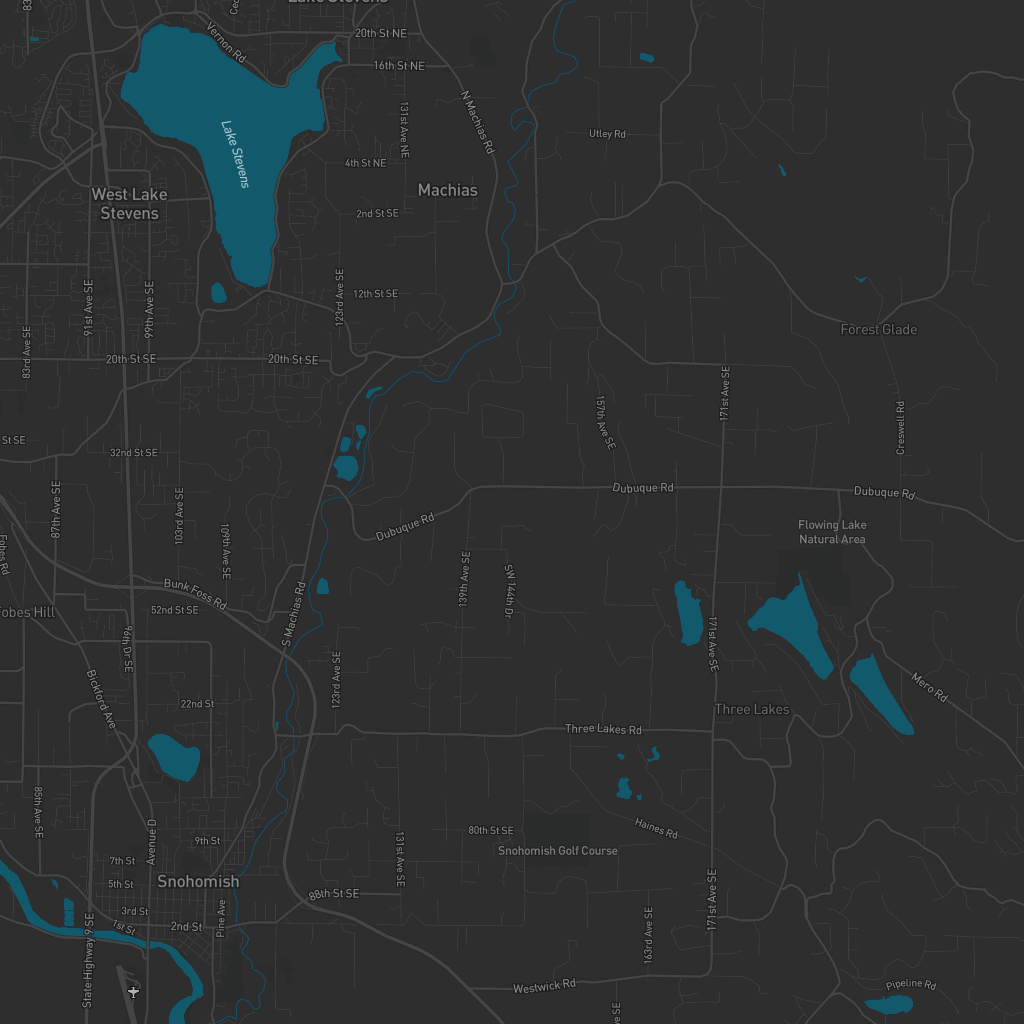 Lake Stevens
Vernon Rd
20th St NE
16th St NE
N Machias Rd
131st Ave NE
Utley Rd
Lake Stevens
4th St NE
Machias
West Lake
Stevens
2nd St SE
12th St SE
123rd Ave SE
91st Ave SE
99th Ave SE
83rd Ave SE
Forest Glade
20th St SE
20th St SE
171st Ave SE
157th Ave SE
Creswell Rd
St SE
32nd St SE
Dubuque Rd
Dubuque Rd
87th Ave SE
103rd Ave SE
109th Ave SE
Dubuque Rd
Flowing Lake
Natural Area
Fobes Rd
139th Ave SE
SW 144th Dr
Bunk Foss Rd
52nd St SE
Fobes Hill
S Machias Rd
96th Dr SE
171st Ave SE
123rd Ave SE
Mero Rd
Bickford Ave
22nd St
Three Lakes
Three Lakes Rd
85th Ave SE
Avenue D
9th St
80th St SE
Haines Rd
Snohomish Golf Course
131st Ave SE
7th St
5th St
Snohomish
88th St SE
171st Ave SE
3rd St
1st St
2nd St
Pine Ave
163rd Ave SE
State Highway 9 SE
Westwick Rd
Pipeline Rd
Ave SE